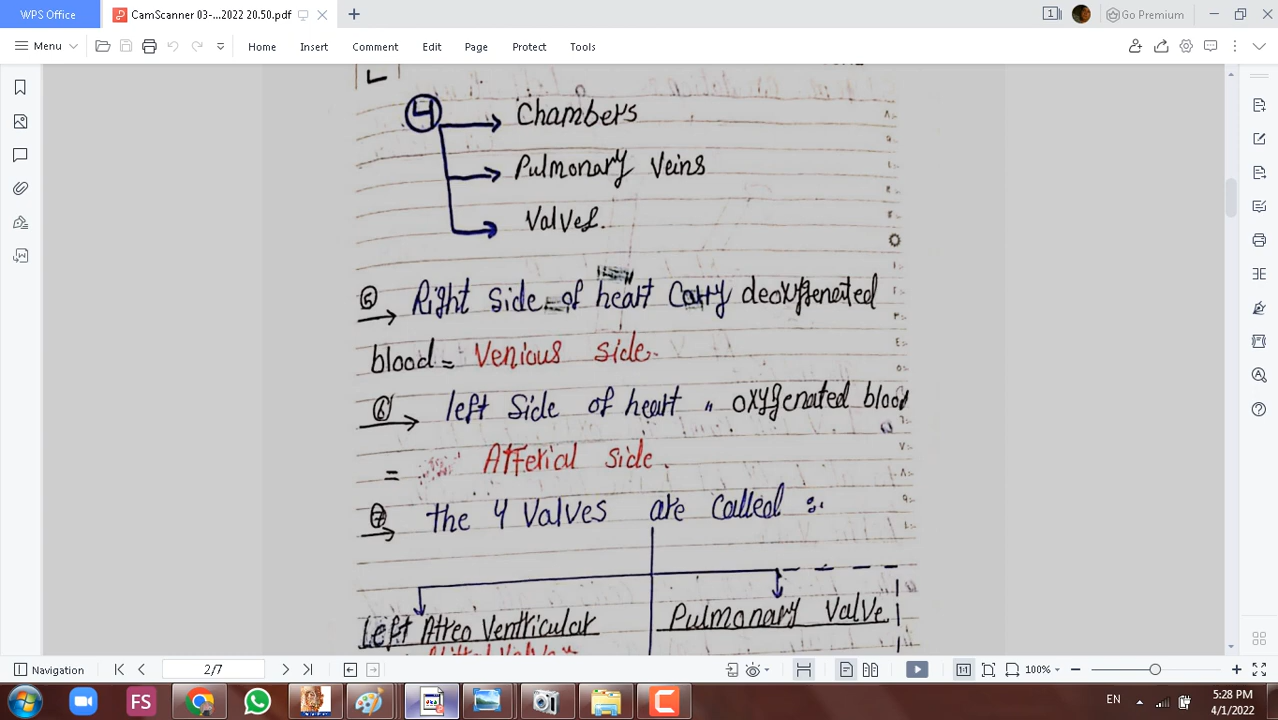 WPS Office
CamScanner 03-...2022 20.50.pdf
1
Go Premium
Menu
Home Insert Comment Edit Page Protect Tools
4 Chambers
Pulmonary Veins
Valves.
5 Right side of heart Carry deoxygenated
blood = Venious side.
6 left Side of heart " oxygenated blood
= Atterial side.
7 the 4 Valves are Called :.
left Atreo Ventricular Pulmonary Valve
Navigation 2/7 100%
FS EN 5:28 PM
4/1/2022